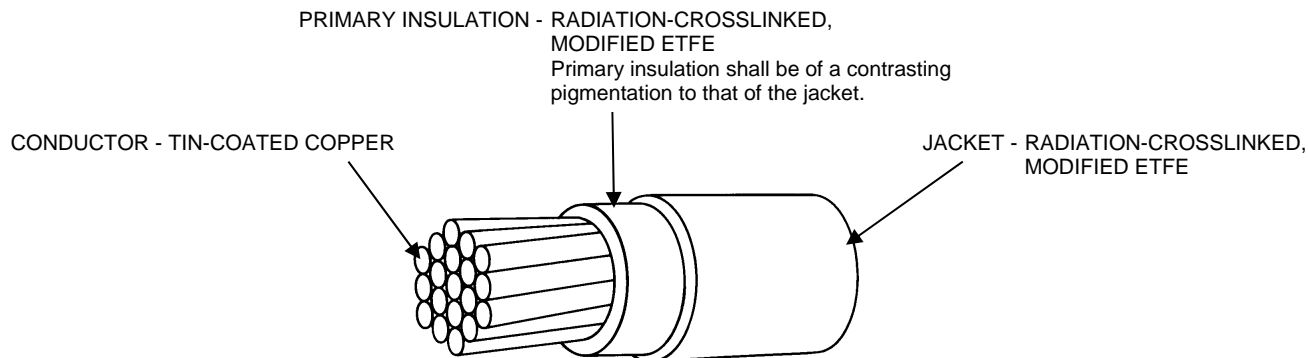 PRIMARY INSULATION - RADIATION-CROSSLINKED,
MODIFIED ETFE
Primary insulation shall be of a contrasting
pigmentation to that of the jacket.
CONDUCTOR - TIN-COATED COPPER
JACKET - RADIATION-CROSSLINKED,
MODIFIED ETFE